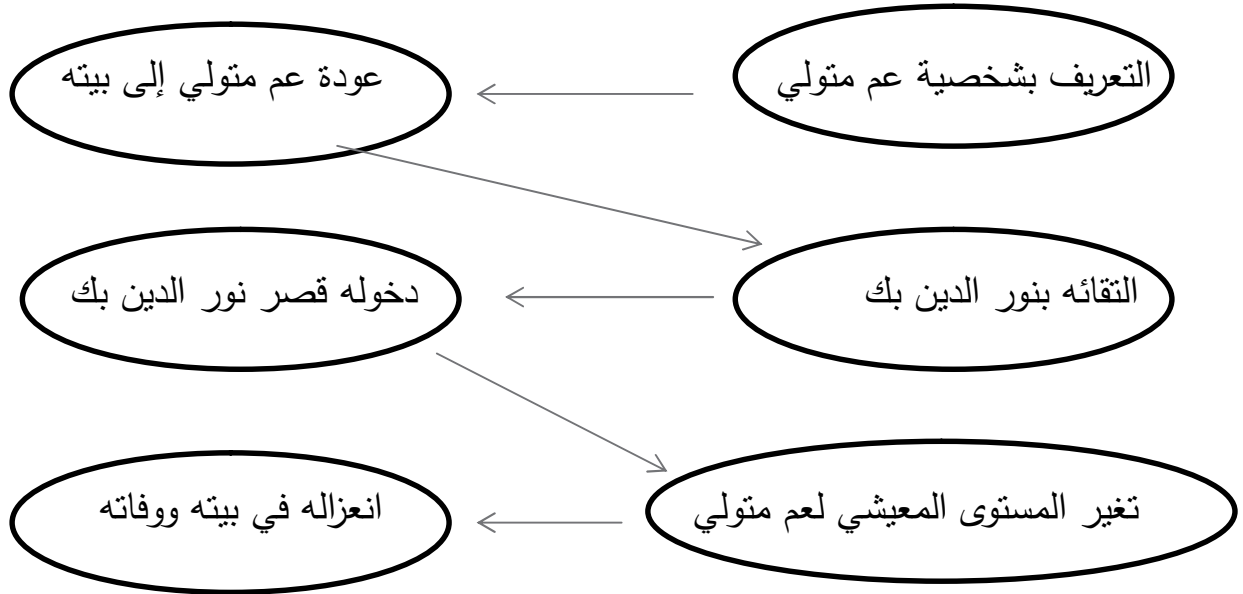 التعريف بشخصية عم متولي
عودة عم متولي إلى بيته
التقائه بنور الدين بك
دخوله قصر نور الدين بك
تغير المستوى المعيشي لعم متولي
انعزاله في بيته ووفاته